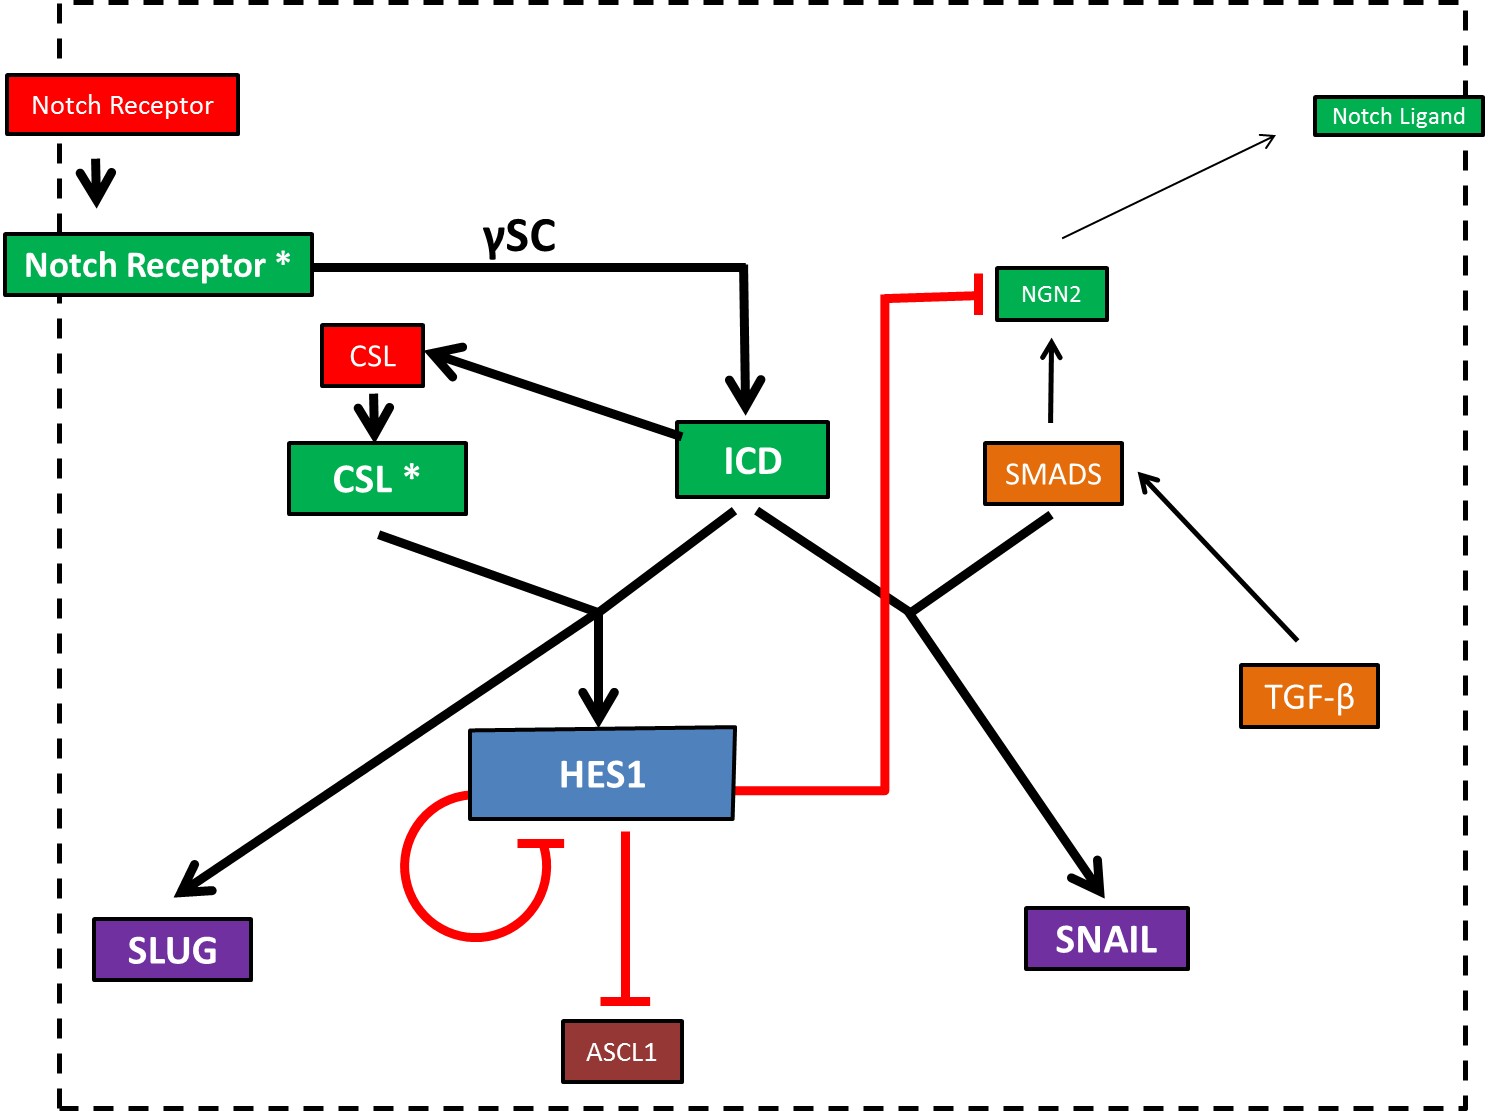 Notch Receptor
Notch Ligand
γSC
Notch Receptor *
NGN2
CSL
ICD
SMADS
CSL *
TGF-β
HES1
SLUG
SNAIL
ASCL1